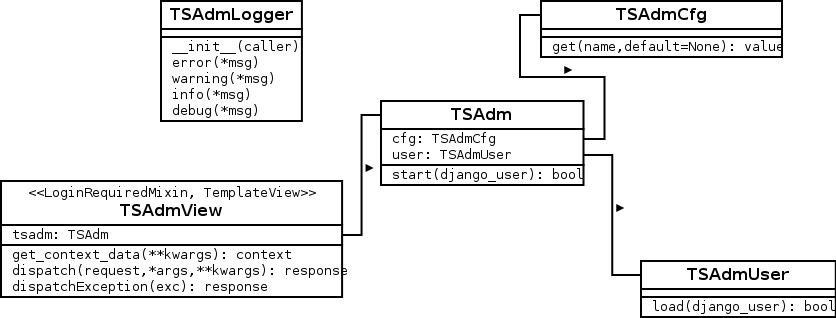 TSAdmLogger
__init__(caller)
error(*msg)
warning(*msg)
info(*msg)
debug(*msg)
TSAdmCfg
get(name,default=None): value
TSAdm
cfg: TSAdmCfg
user: TSAdmUser
start(django_user): bool
<<LoginRequiredMixin, TemplateView>>
TSAdmView
tsadm: TSAdm
get_context_data(**kwargs): context
dispatch(request,*args,**kwargs): response
dispatchException(exc): response
TSAdmUser
load(django_user): bool